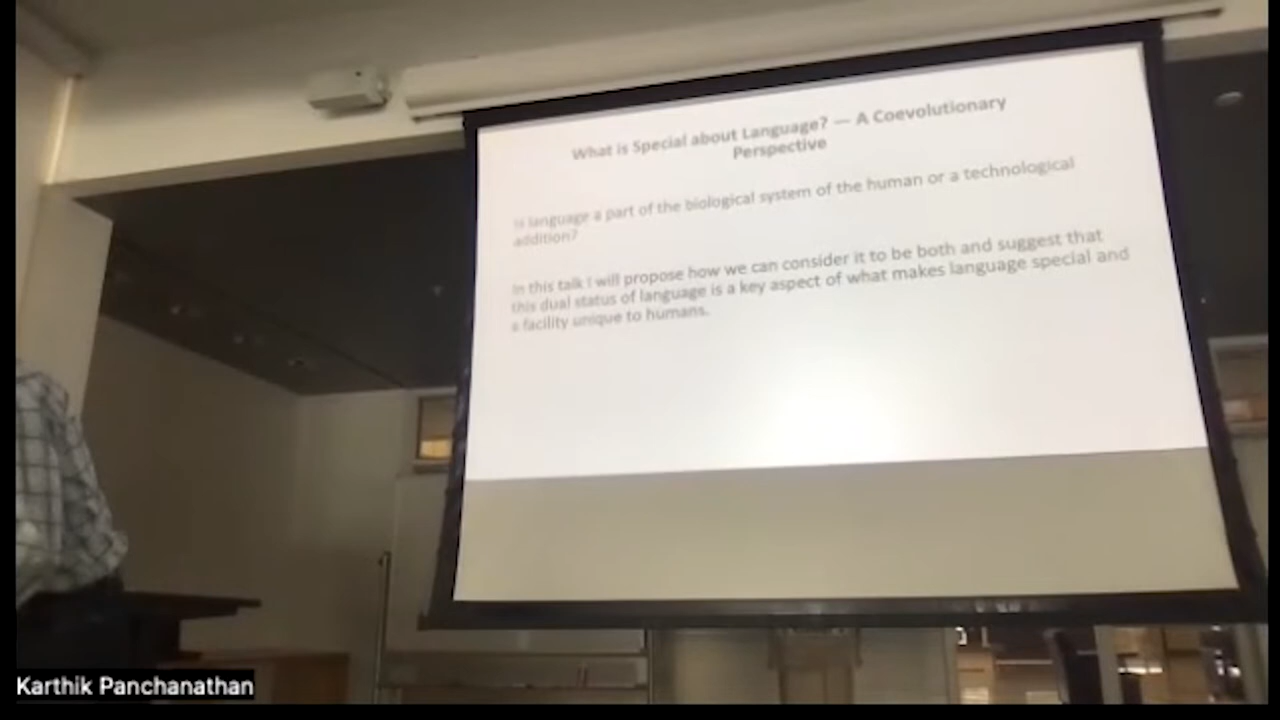 What is Special about Language? — A Coevolutionary
Perspective
Is language a part of the biological system of the human or a technological
addition?
In this talk I will propose how we can consider it to be both and suggest that
this dual status of language is a key aspect of what makes language special and
a facility unique to humans.
Karthik Panchanathan